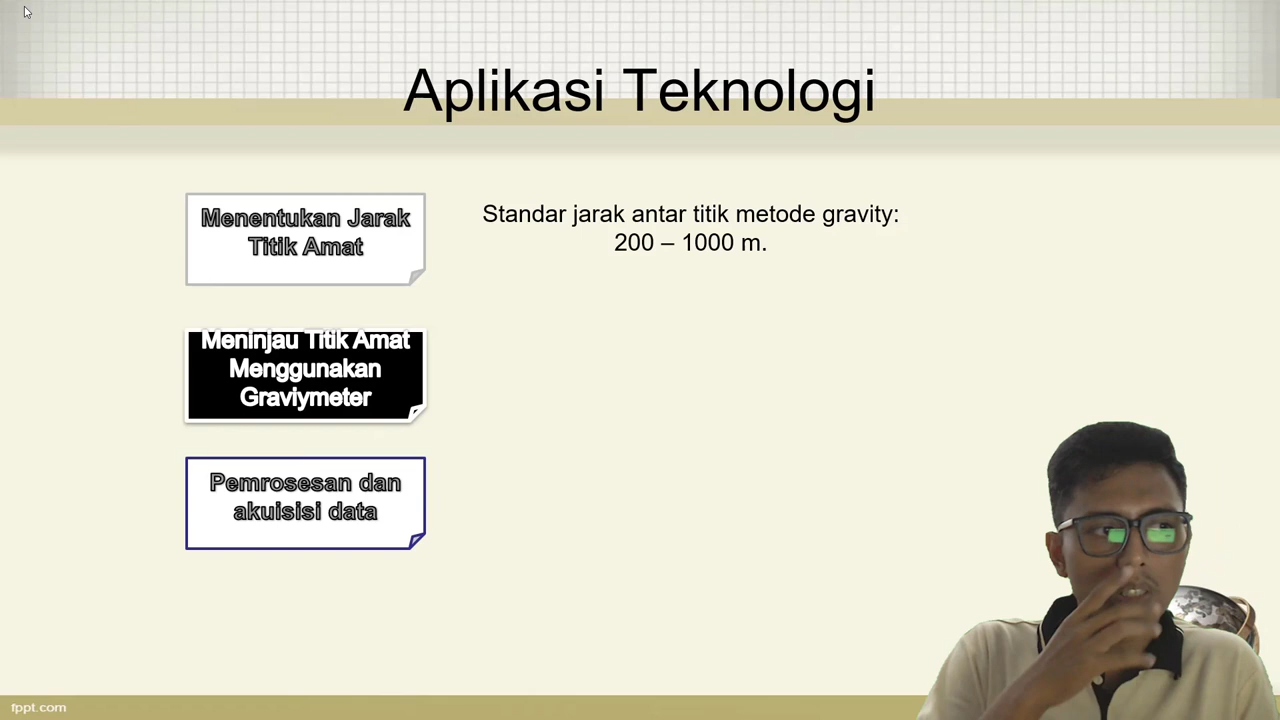 Aplikasi Teknologi
Menentukan Jarak
Titik Amat
Standar jarak antar titik metode gravity:
200 – 1000 m.
Meninjau Titik Amat
Menggunakan
Graviymeter
Pemrosesan dan
akuisisi data
fppt.com